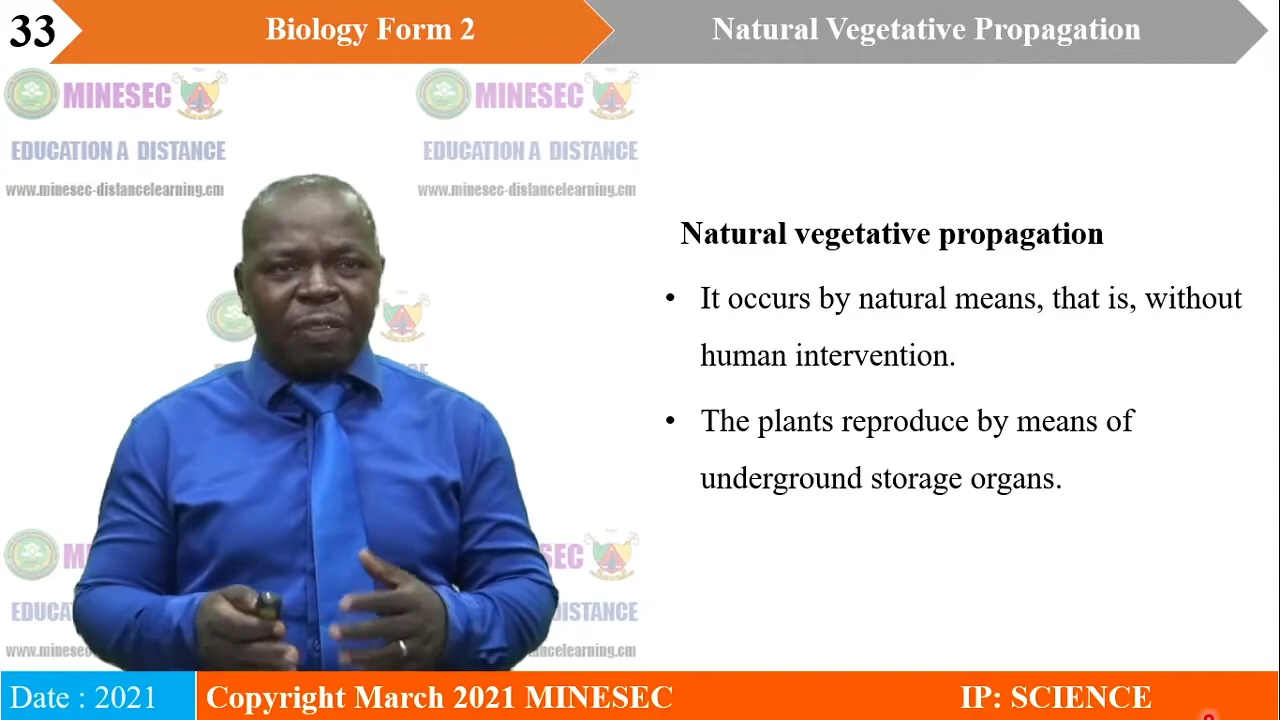 33
Biology Form 2
Natural Vegetative Propagation
MINESEC
EDUCATION A DISTANCE
www.minesec-distancelearning.cm
MINESEC
EDUCATION A DISTANCE
www.minesec-distancelearning.cm
Natural vegetative propagation
• It occurs by natural means, that is, without
human intervention.
• The plants reproduce by means of
underground storage organs.
Date : 2021
Copyright March 2021 MINESEC
IP: SCIENCE